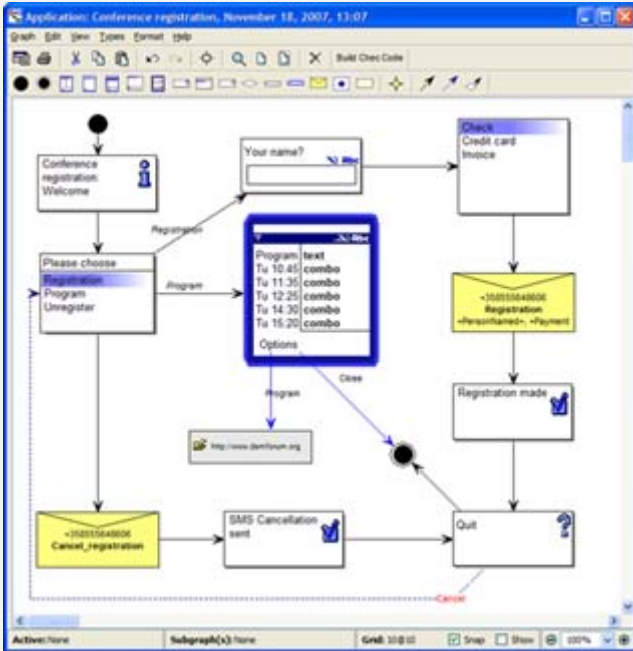 Application: Conference registration, November 18, 2007, 13:07
Graph Edit View Types Format Help
Build Chec Code
Conference
registration:
Welcome
Your name?
Abc
Check
Credit card
Invoice
Registration
Please choose
Registration
Program
Unregister
Program
Abc
Program text
Tu 10:45 combo
Tu 11:35 combo
Tu 12:25 combo
Tu 14:30 combo
Tu 15:20 combo
Options
Program
Close
Registration
+PersonNamed+, +Payment
Registration made
http://www.dsmforum.org
Cancel_registration
SMS Cancellation
sent
Quit
Cancel
Active: None
Subgraph(s): None
Grid: 10@10
Snap
Show
100%